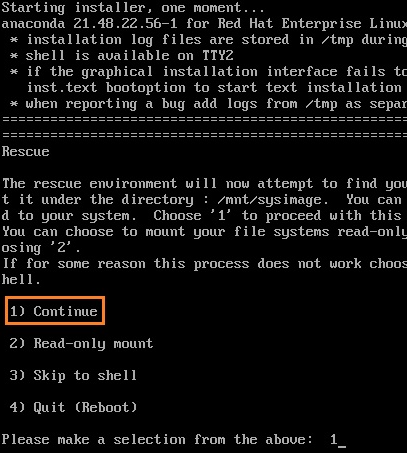 Starting installer, one moment...
anaconda 21.48.22.56-1 for Red Hat Enterprise Linux
* installation log files are stored in /tmp during
* shell is available on TTY2
* if the graphical installation interface fails to
inst.text bootoption to start text installation
* when reporting a bug add logs from /tmp as separ
================================================
================================================
Rescue
The rescue environment will now attempt to find you
t it under the directory : /mnt/sysimage.  You can
d to your system.  Choose '1' to proceed with this
You can choose to mount your file systems read-only
osing '2'.
If for some reason this process does not work choos
hell.
1) Continue
2) Read-only mount
3) Skip to shell
4) Quit (Reboot)
Please make a selection from the above:  1_